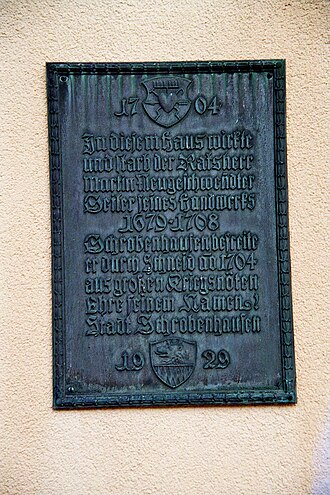 17 04
In diesem Haus wirkte
und starb der Ratsherr
Martin Neugschwendtler
Seiler seines Handwerks
1679-1708
Schrobenhausen befreite
er durch Schneid ao. 1704
aus großen Kriegsnöten
Ehre seinem Namen!
Stadt Schrobenhausen
19 29